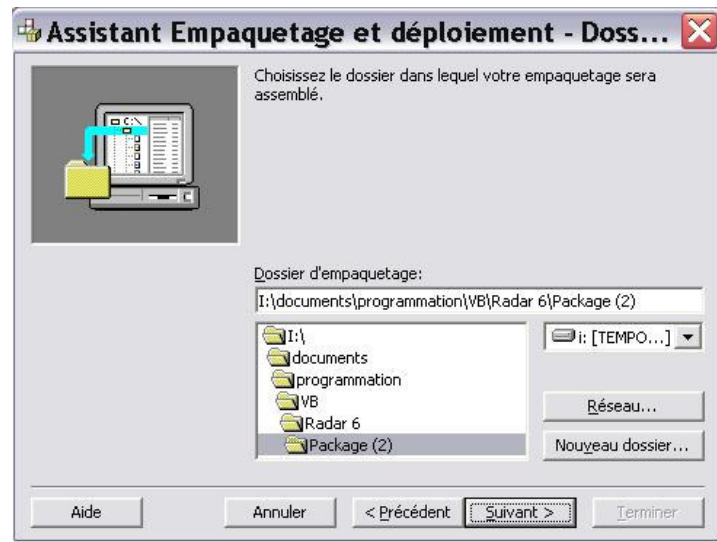 Assistant Empaquetage et déploiement - Doss...
Choisissez le dossier dans lequel votre empaquetage sera
assemblé.
C:\
Dossier d'empaquetage:
I:\documents\programmation\VB\Radar 6\Package (2)
I:\
documents
programmation
VB
Radar 6
Package (2)
i: [TEMPO...]
Réseau...
Nouveau dossier...
Aide
Annuler
< Précédent
Suivant >
Terminer